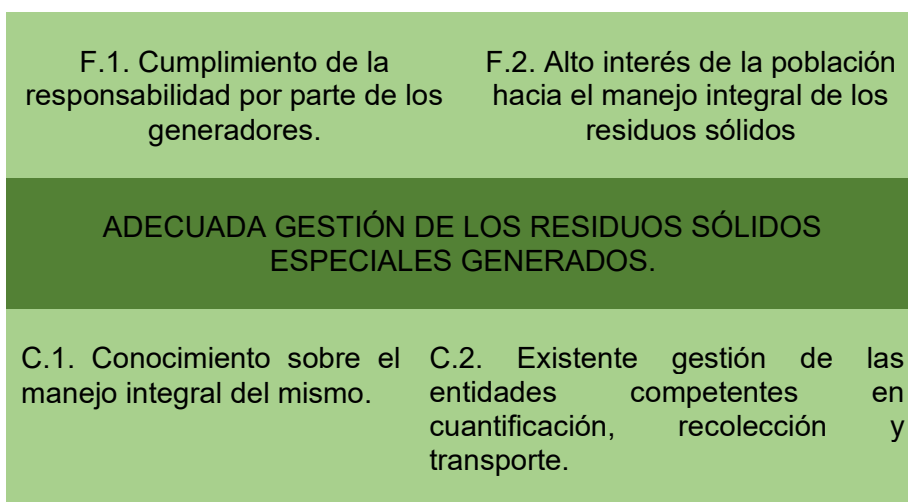 F.1. Cumplimiento de la
responsabilidad por parte de los
generadores.
F.2. Alto interés de la población
hacia el manejo integral de los
residuos sólidos
ADECUADA GESTIÓN DE LOS RESIDUOS SÓLIDOS
ESPECIALES GENERADOS.
C.1. Conocimiento sobre el
manejo integral del mismo.
C.2. Existente gestión de las
entidades competentes en
cuantificación, recolección y
transporte.